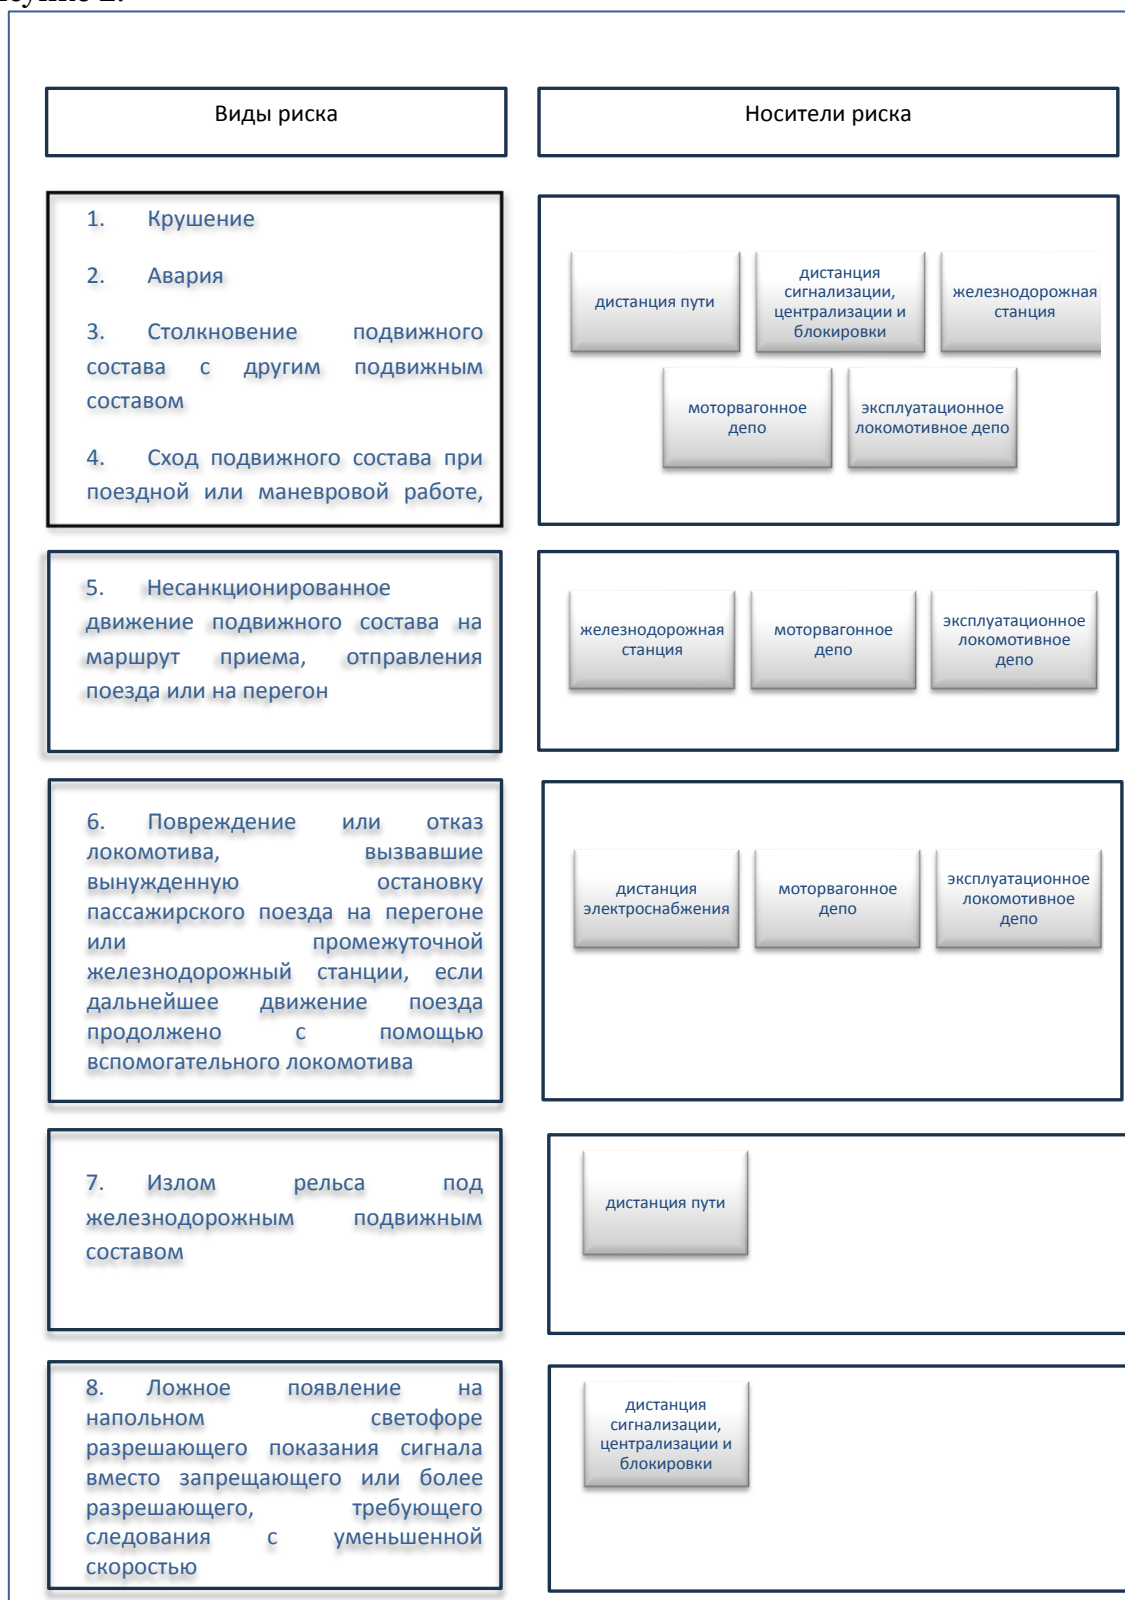 Виды риска
Носители риска
1. Крушение
2. Авария
3. Столкновение подвижного
состава с другим подвижным
составом
4. Сход подвижного состава при
поездной или маневровой работе,
дистанция пути
дистанция
сигнализации,
централизации и
блокировки
железнодорожная
станция
моторвагонное
депо
эксплуатационное
локомотивное депо
5. Несанкционированное
движение подвижного состава на
маршрут приема, отправления
поезда или на перегон
железнодорожная
станция
моторвагонное
депо
эксплуатационное
локомотивное
депо
6. Повреждение или отказ
локомотива, вызвавшие
вынужденную остановку
пассажирского поезда на перегоне
или промежуточной
железнодорожный станции, если
дальнейшее движение поезда
продолжено с помощью
вспомогательного локомотива
дистанция
электроснабжения
моторвагонное
депо
эксплуатационное
локомотивное
депо
7. Излом рельса под
железнодорожным подвижным
составом
дистанция пути
8. Ложное появление на
напольном светофоре
разрешающего показания сигнала
вместо запрещающего или более
разрешающего, требующего
следования с уменьшенной
скоростью
дистанция
сигнализации,
централизации и
блокировки